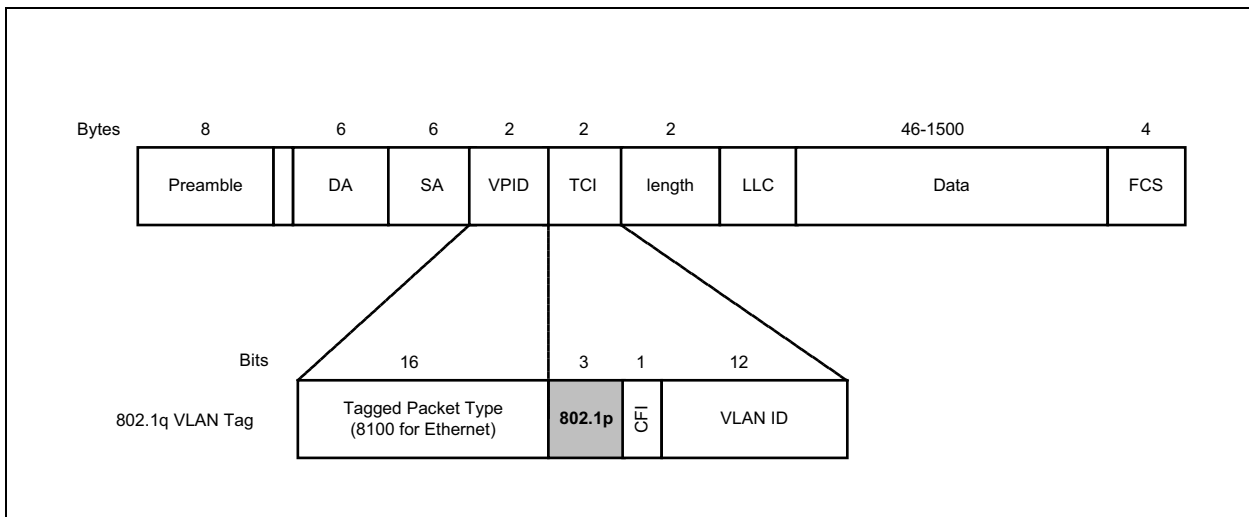 Bytes 8 6 6 2 2 2 46-1500 4
Preamble DA SA VPID TCI length LLC Data FCS
Bits 16 3 1 12
802.1q VLAN Tag
Tagged Packet Type
(8100 for Ethernet)
802.1p
CFI
VLAN ID